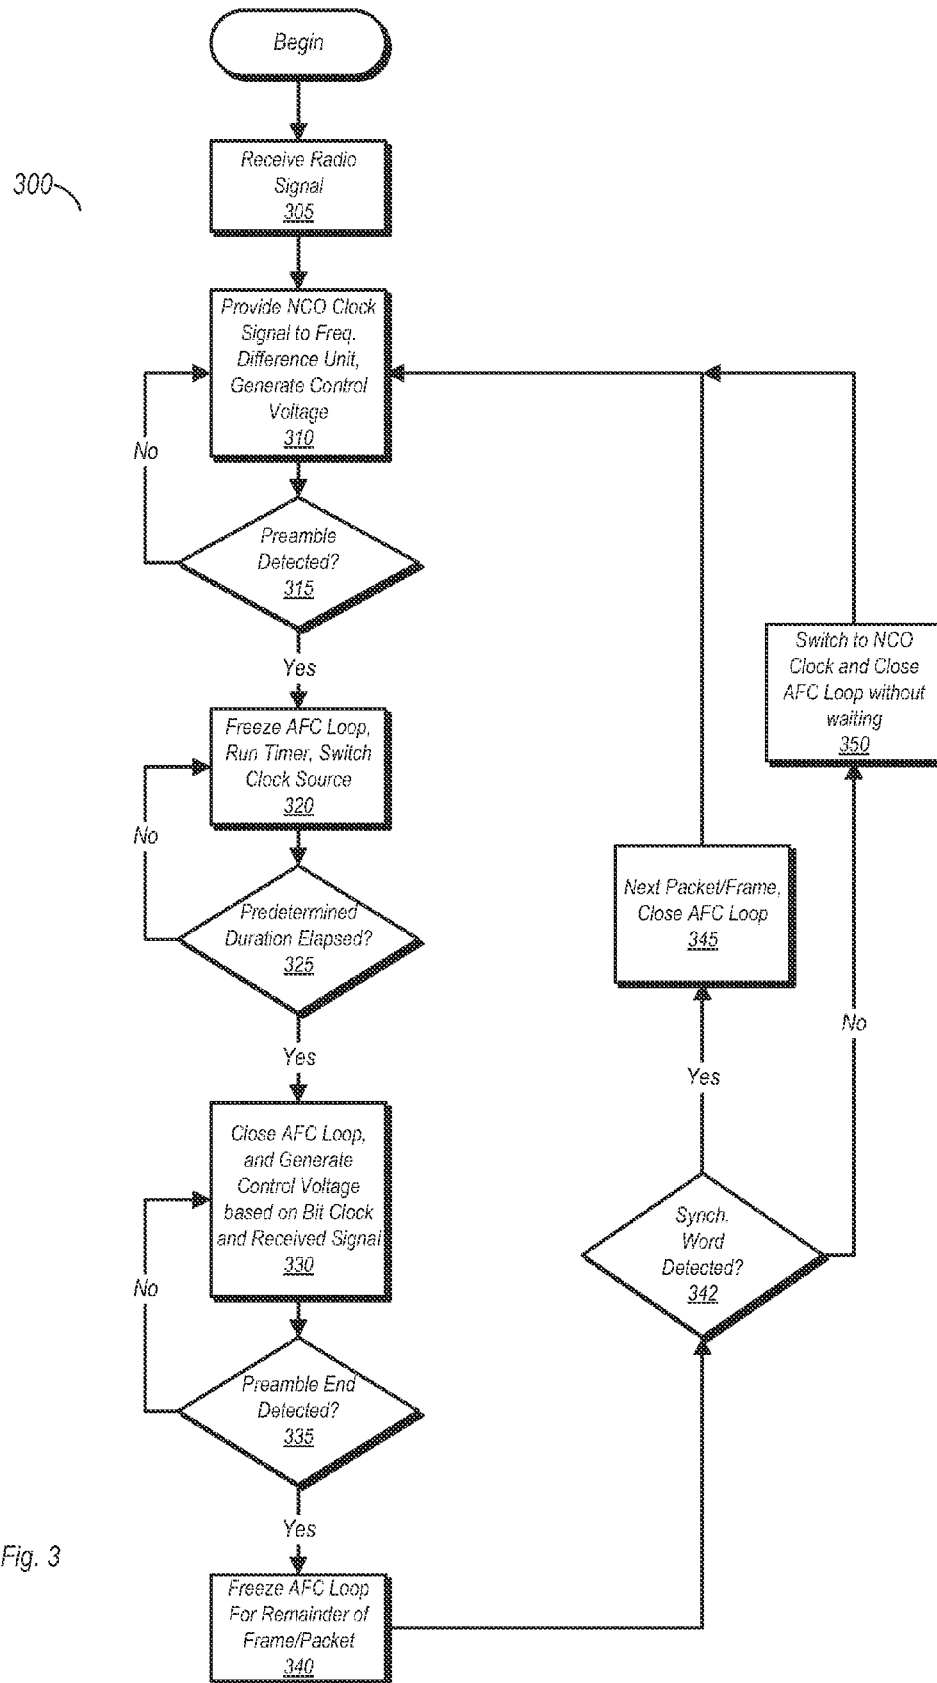 Begin
300
Receive Radio
Signal
305
Provide NCO Clock
Signal to Freq.
Difference Unit,
Generate Control
Voltage
310
No
Preamble
Detected?
315
Yes
Freeze AFC Loop,
Run Timer, Switch
Clock Source
320
No
Predetermined
Duration Elapsed?
325
Yes
Close AFC Loop,
and Generate
Control Voltage
based on Bit Clock
and Received Signal
330
No
Preamble End
Detected?
335
Yes
Freeze AFC Loop
For Remainder of
Frame/Packet
340
Synch.
Word
Detected?
342
Yes
Next Packet/Frame,
Close AFC Loop
345
No
Switch to NCO
Clock and Close
AFC Loop without
waiting
350
Fig. 3